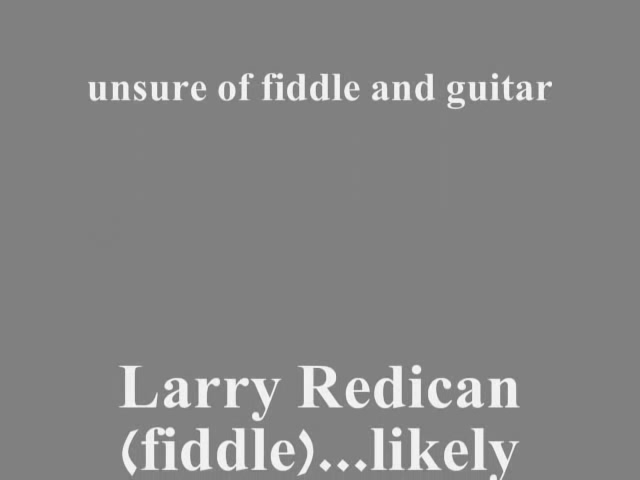 unsure of fiddle and guitar
Larry Redican
(fiddle)...likely